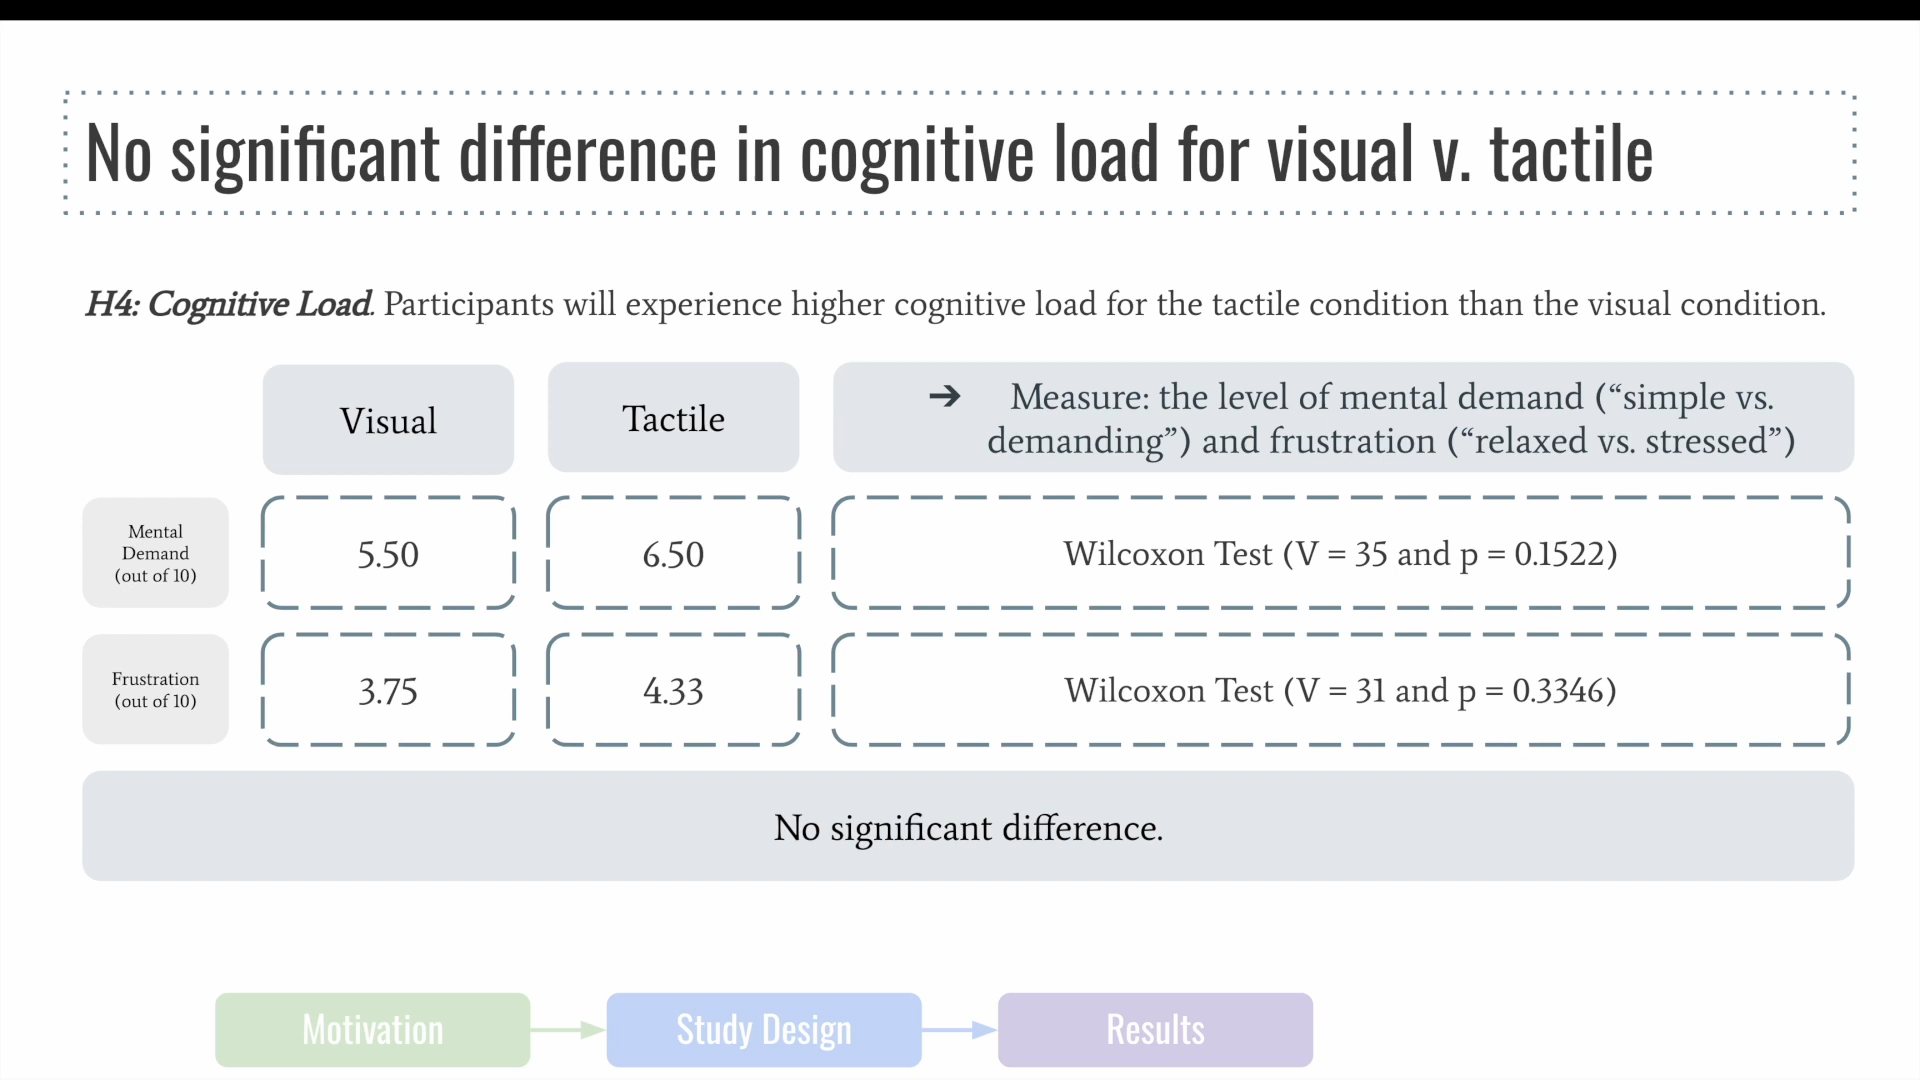 No significant difference in cognitive load for visual v. tactile
H4: Cognitive Load. Participants will experience higher cognitive load for the tactile condition than the visual condition.
Visual
Tactile
➔ Measure: the level of mental demand (“simple vs.
demanding”) and frustration (“relaxed vs. stressed”)
Mental
Demand
(out of 10)
5.50
6.50
Wilcoxon Test (V = 35 and p = 0.1522)
Frustration
(out of 10)
3.75
4.33
Wilcoxon Test (V = 31 and p = 0.3346)
No significant difference.
Motivation
Study Design
Results